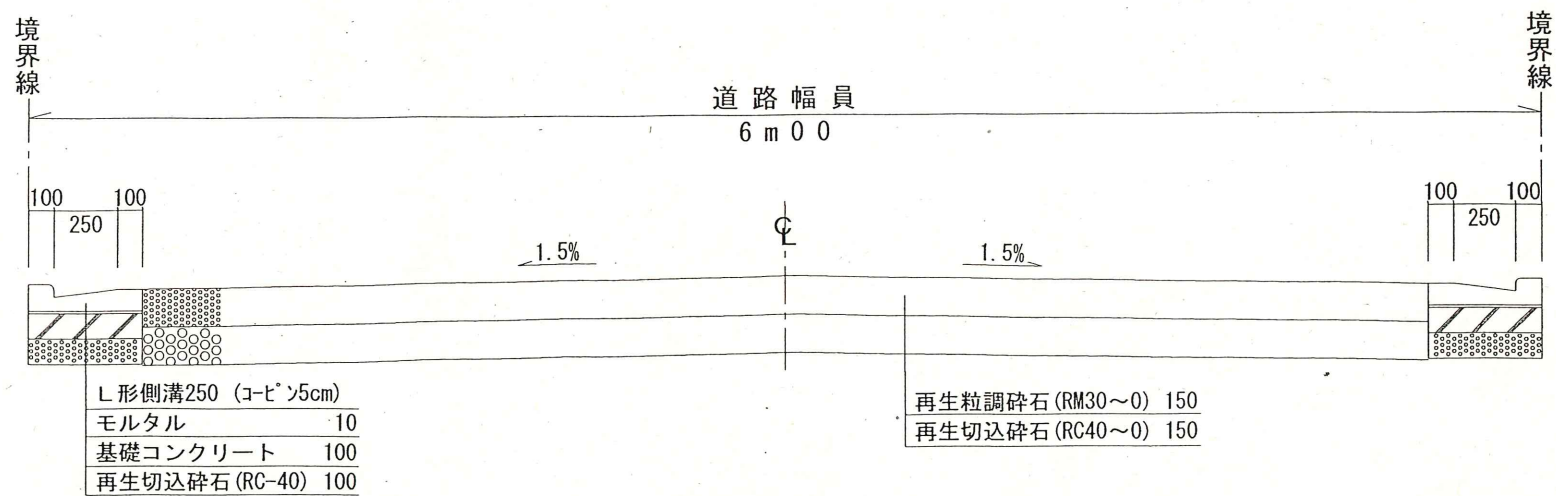 境界線
境界線
道路幅員
6m00
100 100
250
100 100
250
CL
1.5%
1.5%
L形側溝250 (コーピン5cm)
モルタル 10
基礎コンクリート 100
再生切込砕石(RC-40) 100
再生粒調砕石(RM30～0) 150
再生切込砕石(RC40～0) 150